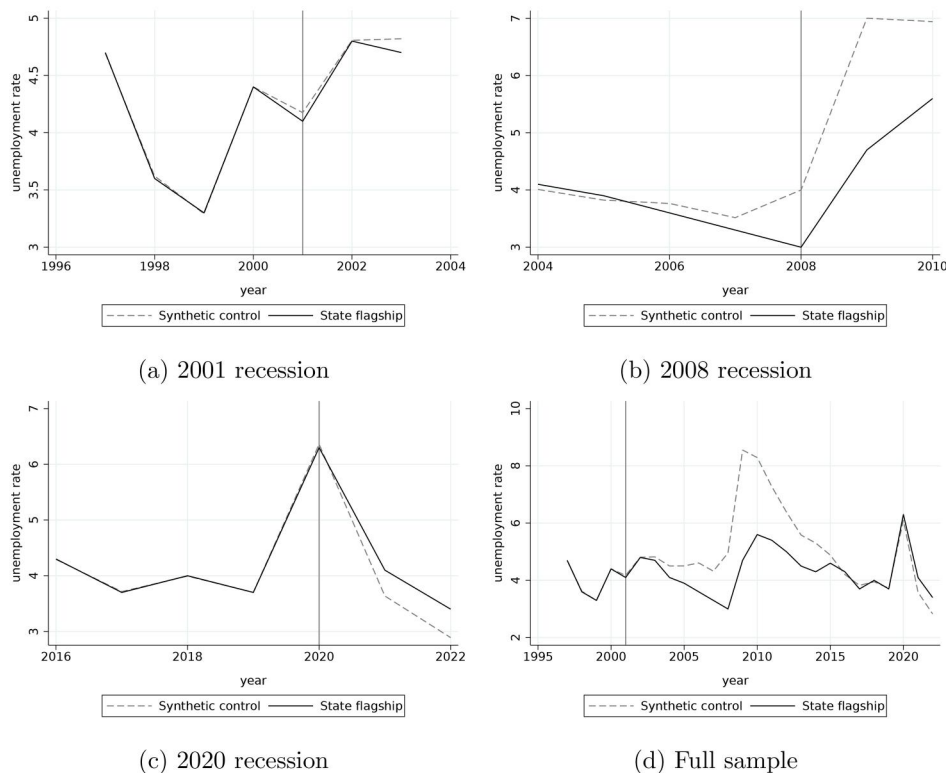 5
4.5
4
3.5
3
unemployment rate
1996 1998 2000 2002 2004
year
Synthetic control State flagship
(a) 2001 recession
7
6
5
4
3
unemployment rate
2004 2006 2008 2010
year
Synthetic control State flagship
(b) 2008 recession
7
6
5
4
3
unemployment rate
2016 2018 2020 2022
year
Synthetic control State flagship
(c) 2020 recession
10
8
6
4
2
unemployment rate
1995 2000 2005 2010 2015 2020
year
Synthetic control State flagship
(d) Full sample